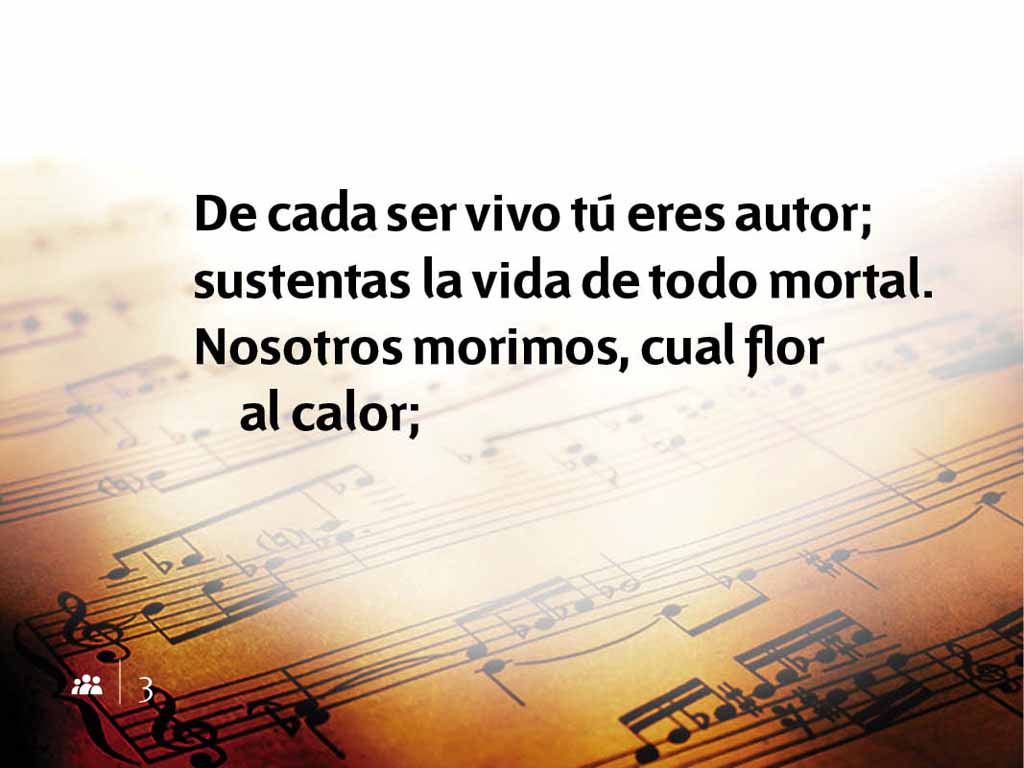 De cada ser vivo tú eres autor;
sustentas la vida de todo mortal.
Nosotros morimos, cual flor
al calor;
3